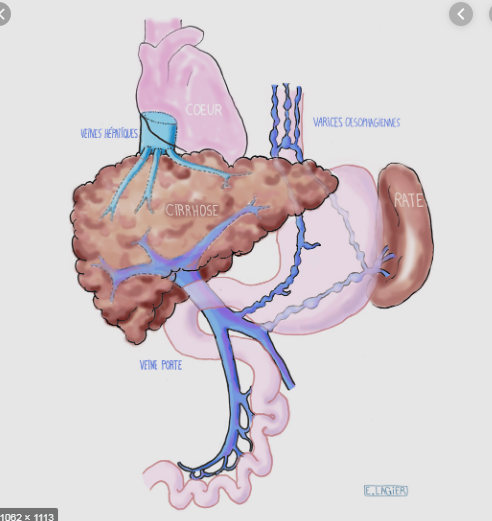 COEUR
VEINES HÉPATIQUES
VARICES OESOPHAGIENNES
CIRRHOSE
RATE
VEINE PORTE
E. LAGIER
1062 × 1113